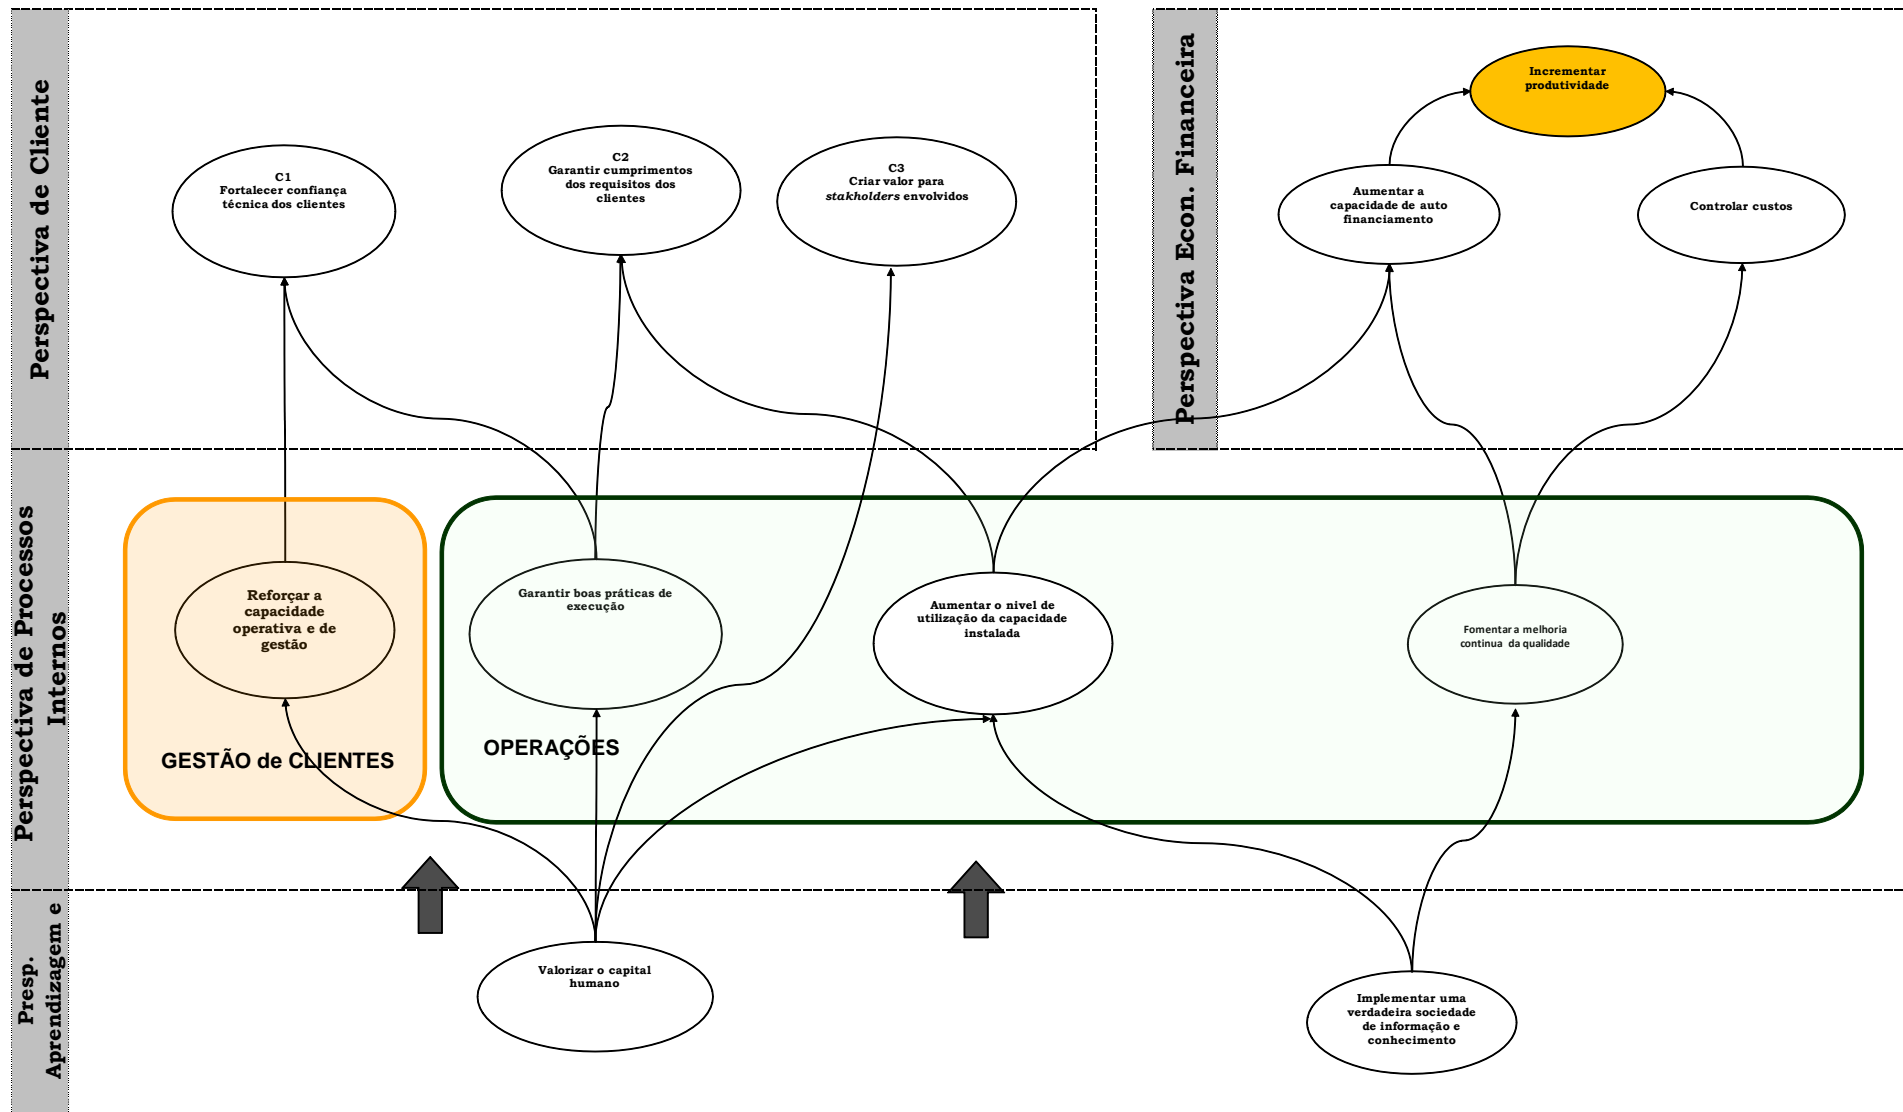 Perspectiva de Cliente
C1
Fortalecer confiança
técnica dos clientes
C2
Garantir cumprimentos
dos requisitos dos
clientes
C3
Criar valor para
stakholders envolvidos
Perspectiva Econ. Financeira
Incrementar
produtividade
Aumentar a
capacidade de auto
financiamento
Controlar custos
Perspectiva de Processos
Internos
Reforçar a
capacidade
operativa e de
gestão
GESTÃO de CLIENTES
Garantir boas práticas de
execução
OPERAÇÕES
Aumentar o nivel de
utilização da capacidade
instalada
Fomentar a melhoria
continua da qualidade
Presp.
Aprendizagem e
Valorizar o capital
humano
Implementar uma
verdadeira sociedade
de informação e
conhecimento